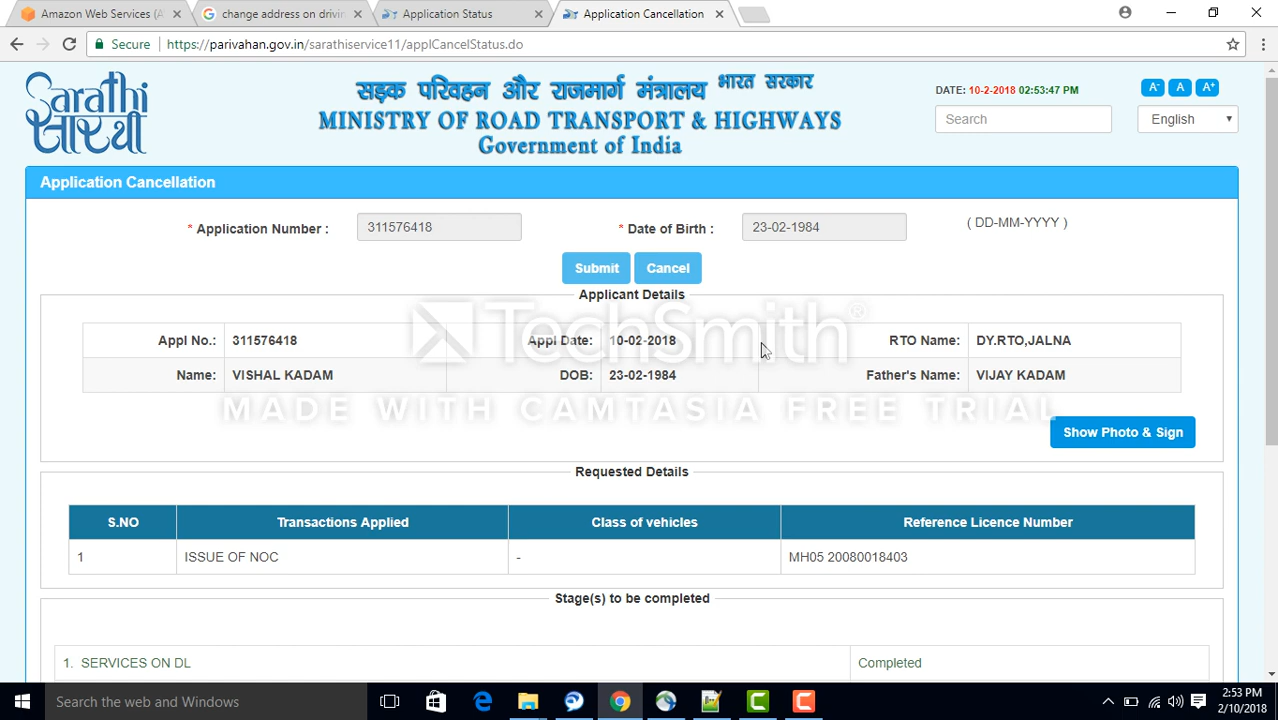 Amazon Web Services (A
change address on drivin
Application Status
Application Cancellation
Secure https://parivahan.gov.in/sarathiservice11/applCancelStatus.do
Sarathi
सारथी
सड़क परिवहन और राजमार्ग मंत्रालय भारत सरकार
MINISTRY OF ROAD TRANSPORT & HIGHWAYS
Government of India
DATE: 10-2-2018 02:53:47 PM
A- A A+
Search English
Application Cancellation
* Application Number : 311576418 * Date of Birth : 23-02-1984 ( DD-MM-YYYY )
Submit Cancel
Applicant Details
TechSmith®
Appl No.: 311576418 Appl Date: 10-02-2018 RTO Name: DY.RTO,JALNA
Name: VISHAL KADAM DOB: 23-02-1984 Father's Name: VIJAY KADAM
MADE WITH CAMTASIA FREE TRIAL
Show Photo & Sign
Requested Details
S.NO Transactions Applied Class of vehicles Reference Licence Number
1 ISSUE OF NOC - MH05 20080018403
Stage(s) to be completed
1. SERVICES ON DL Completed
Search the web and Windows
2:53 PM
2/10/2018